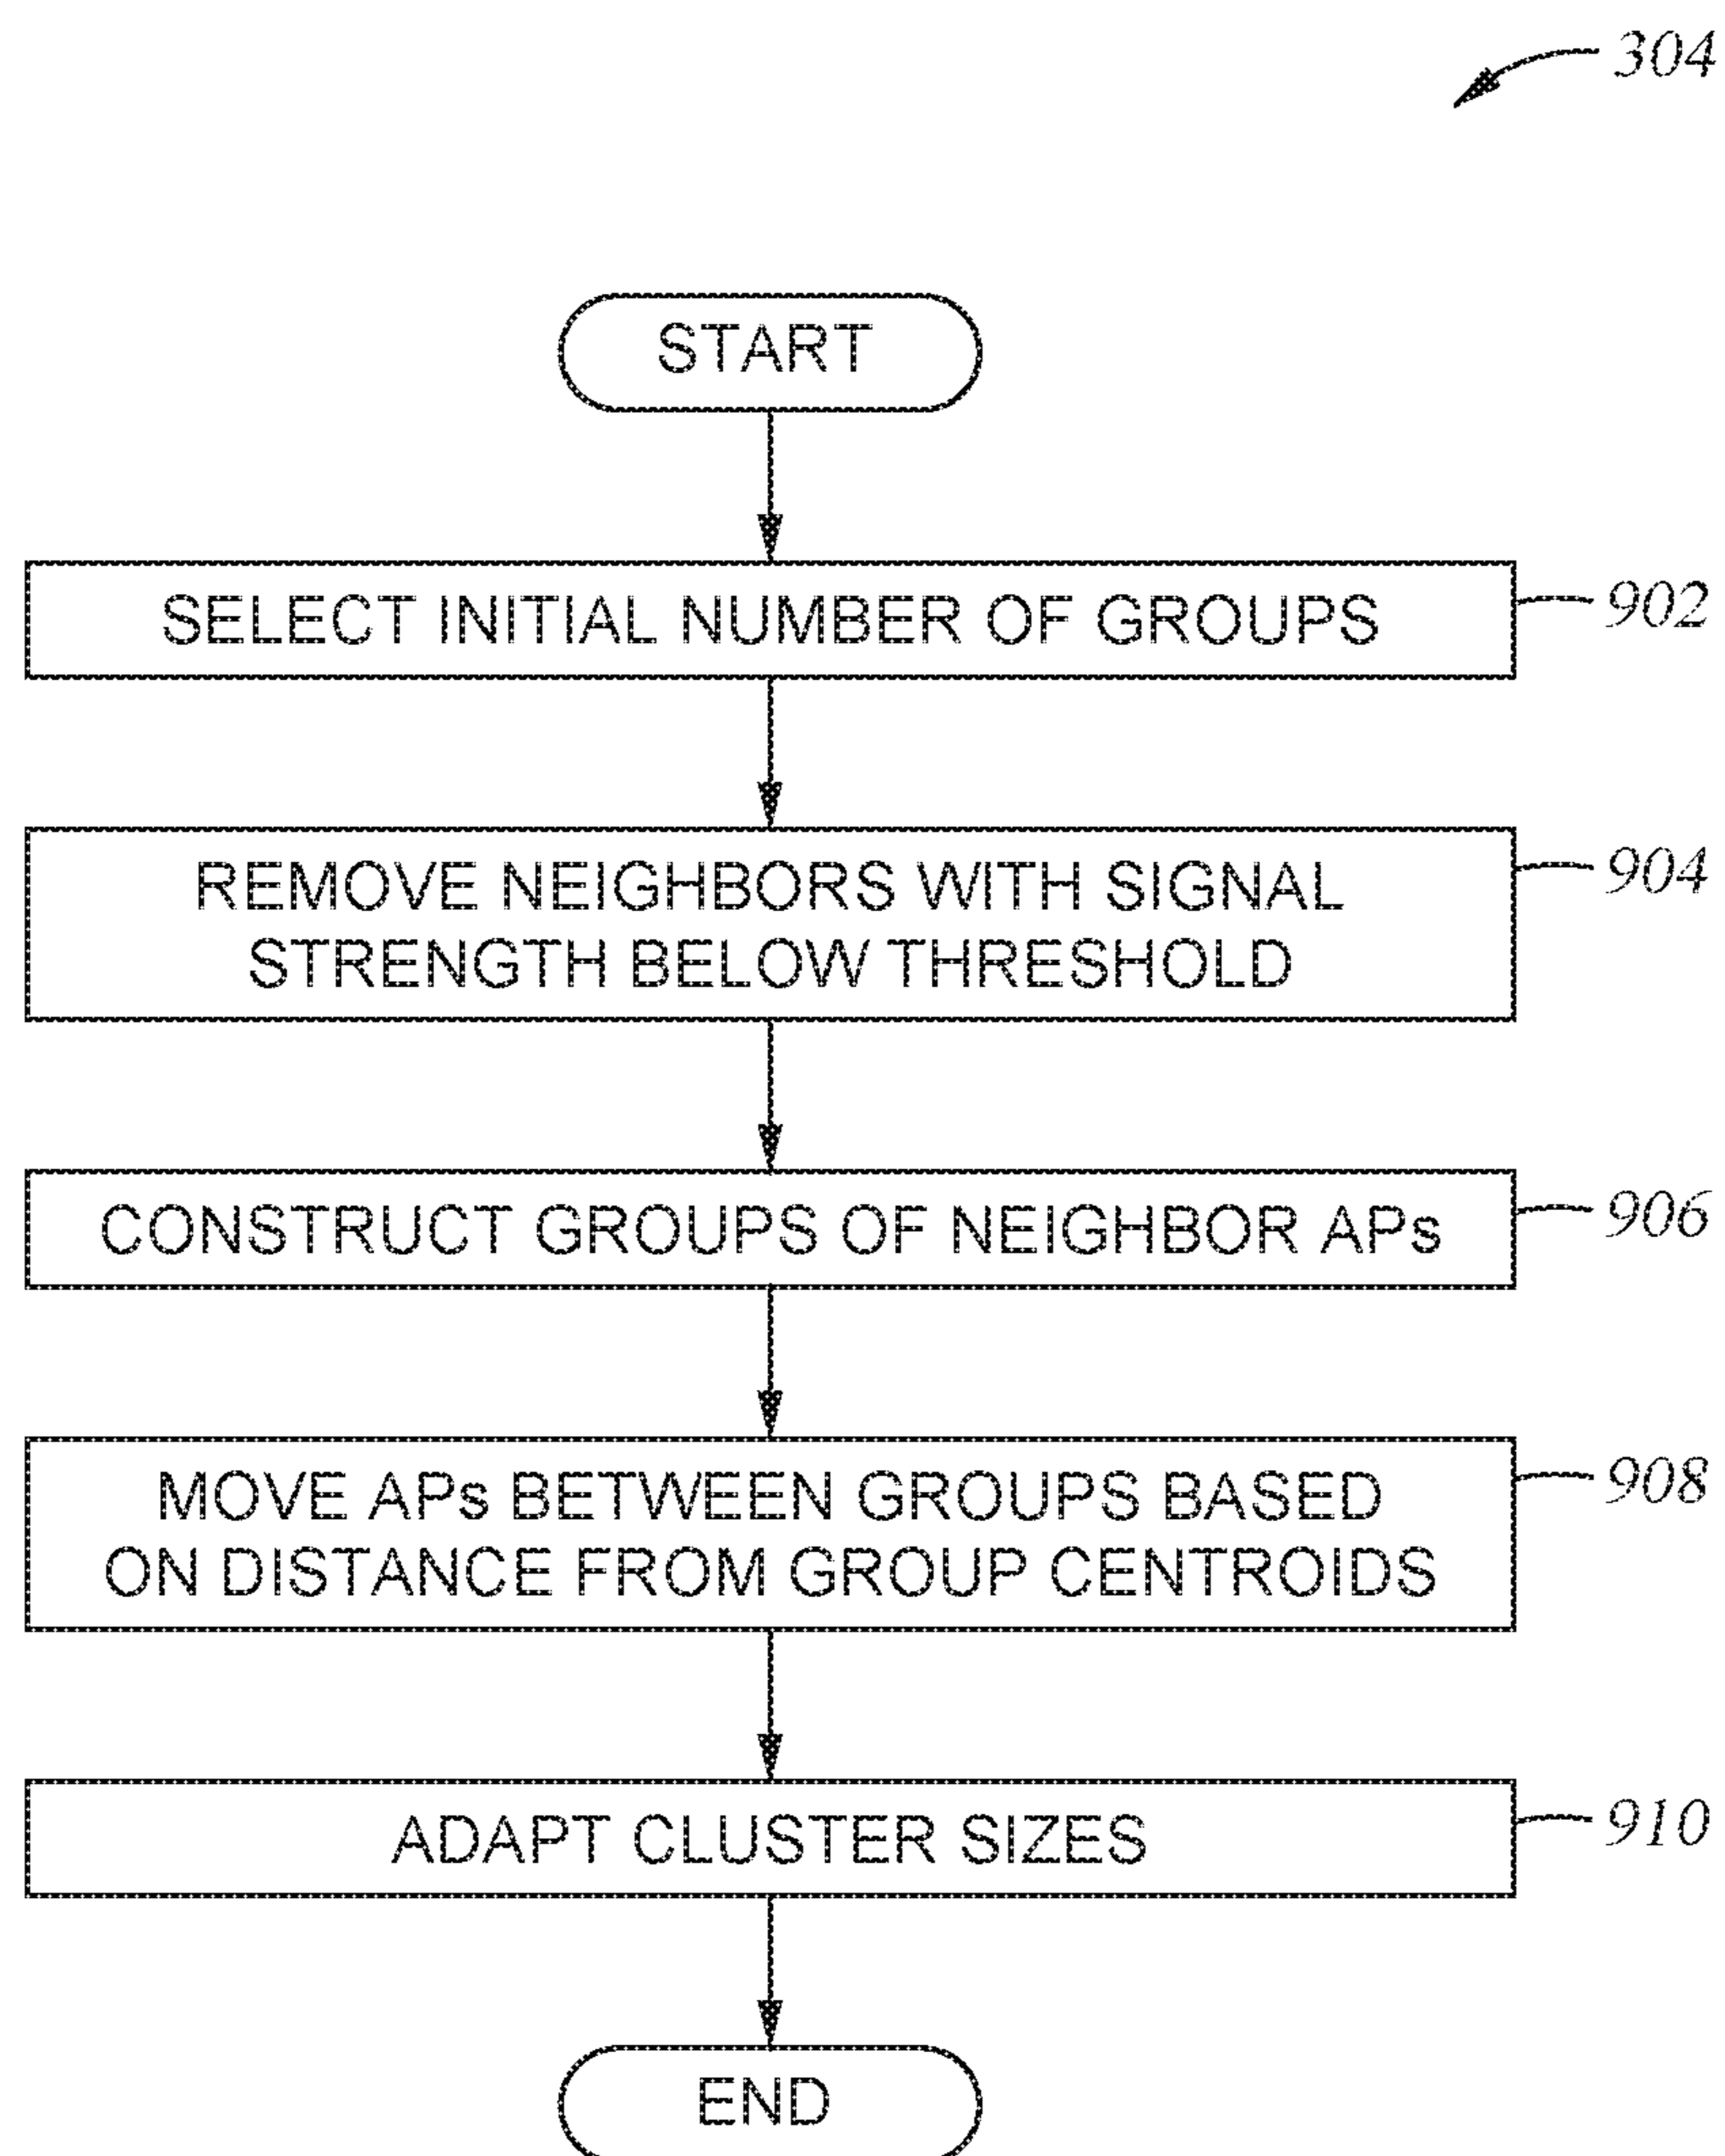 304
START
SELECT INITIAL NUMBER OF GROUPS
902
REMOVE NEIGHBORS WITH SIGNAL
STRENGTH BELOW THRESHOLD
904
CONSTRUCT GROUPS OF NEIGHBOR APs
906
MOVE APs BETWEEN GROUPS BASED
ON DISTANCE FROM GROUP CENTROIDS
908
ADAPT CLUSTER SIZES
910
END